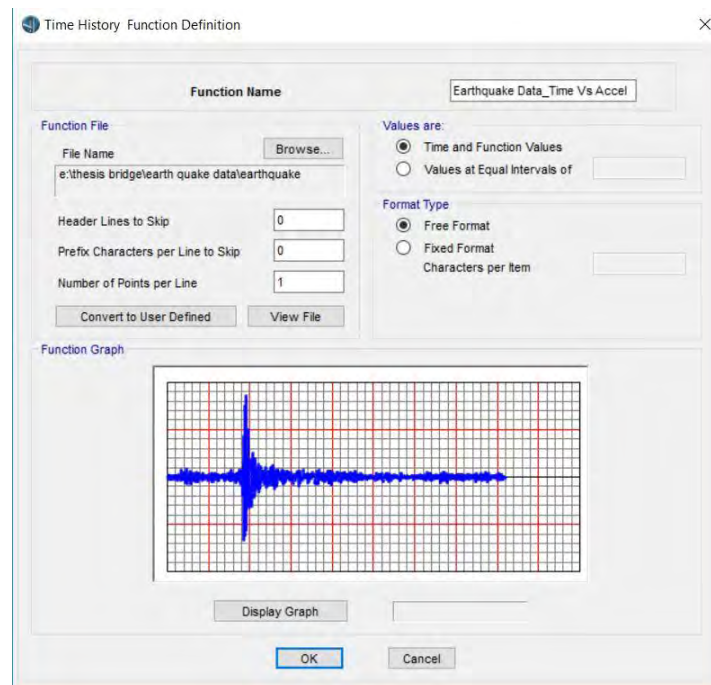 Time History Function Definition
Function Name
Earthquake Data_Time Vs Accel
Function File
File Name
Browse...
e:\thesis bridge\earth quake data\earthquake
Header Lines to Skip
0
Prefix Characters per Line to Skip
0
Number of Points per Line
1
Convert to User Defined
View File
Values are:
Time and Function Values
Values at Equal Intervals of
Format Type
Free Format
Fixed Format
Characters per Item
Function Graph
Display Graph
OK
Cancel